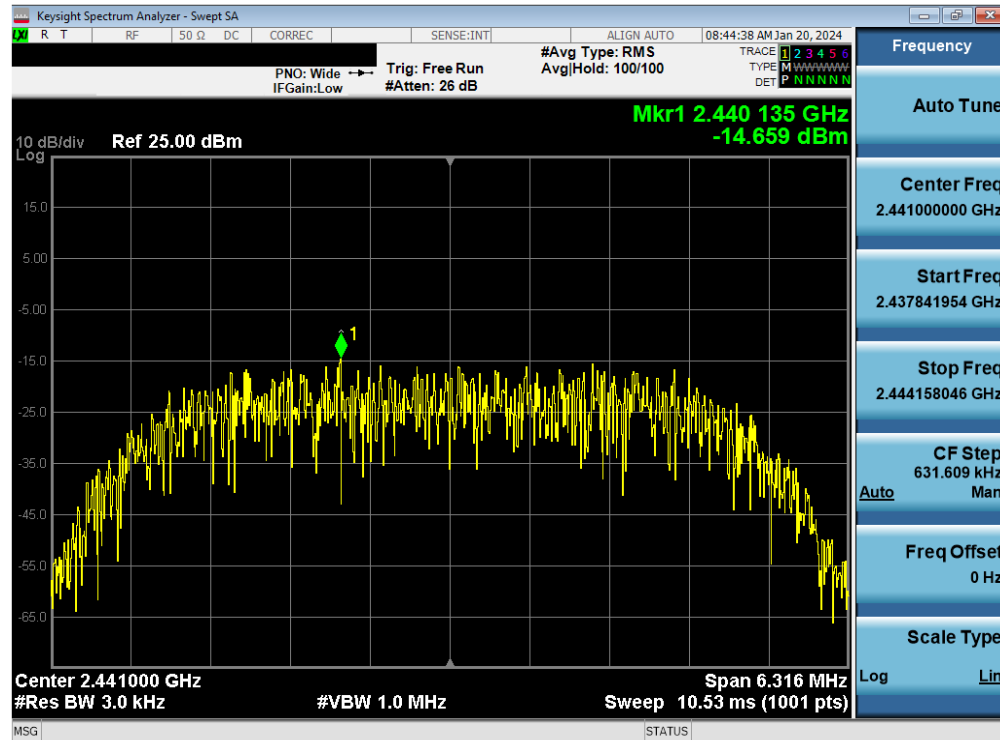 Keysight Spectrum Analyzer - Swept SA
LXI R T RF 50 Ω DC CORREC SENSE:INT ALIGN AUTO 08:44:38 AM Jan 20, 2024
PNO: Wide
IFGain:Low
Trig: Free Run
#Atten: 26 dB
#Avg Type: RMS
Avg|Hold: 100/100
TRACE 1 2 3 4 5 6
TYPE M WWWWW
DET P N N N N N
Mkr1 2.440 135 GHz
-14.659 dBm
10 dB/div Ref 25.00 dBm
Log
15.0
5.00
-5.00
1
-15.0
-25.0
-35.0
-45.0
-55.0
-65.0
Center 2.441000 GHz Span 6.316 MHz
#Res BW 3.0 kHz #VBW 1.0 MHz Sweep 10.53 ms (1001 pts)
MSG STATUS
Frequency
Auto Tune
Center Freq
2.441000000 GHz
Start Freq
2.437841954 GHz
Stop Freq
2.444158046 GHz
CF Step
631.609 kHz
Auto Man
Freq Offset
0 Hz
Scale Type
Log Lin